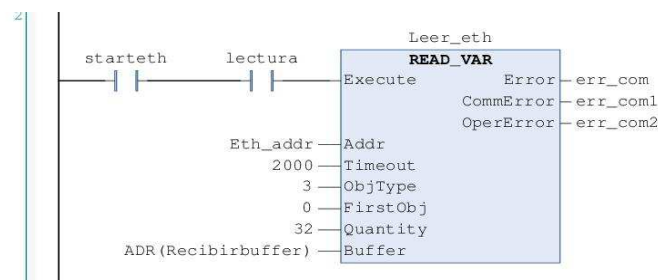 2
Leer_eth
starteth lectura READ_VAR
Execute Error err_com
CommError err_com1
OperError err_com2
Eth_addr Addr
2000 Timeout
3 ObjType
0 FirstObj
32 Quantity
ADR(Recibirbuffer) Buffer